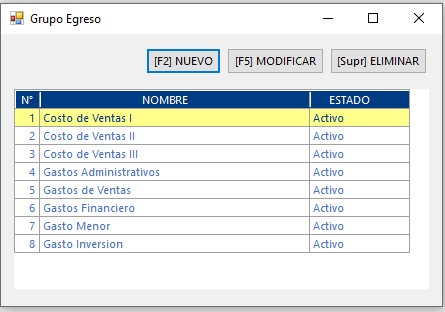 Grupo Egreso
[F2] NUEVO [F5] MODIFICAR [Supr] ELIMINAR
N° NOMBRE ESTADO
1 Costo de Ventas I Activo
2 Costo de Ventas II Activo
3 Costo de Ventas III Activo
4 Gastos Administrativos Activo
5 Gastos de Ventas Activo
6 Gastos Financiero Activo
7 Gasto Menor Activo
8 Gasto Inversion Activo